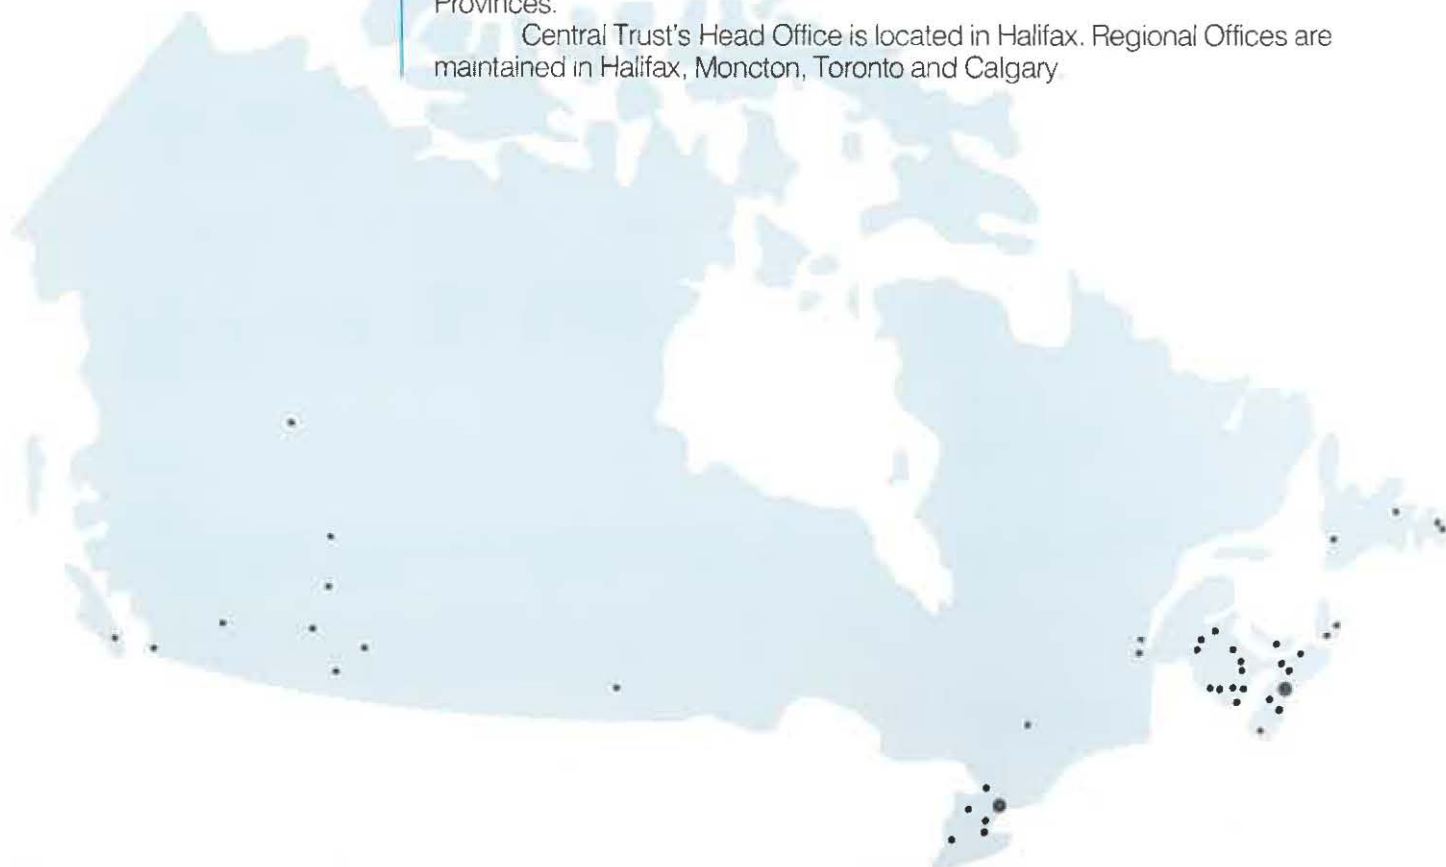 Provinces.
Central Trust's Head Office is located in Halifax. Regional Offices are
maintained in Halifax, Moncton, Toronto and Calgary